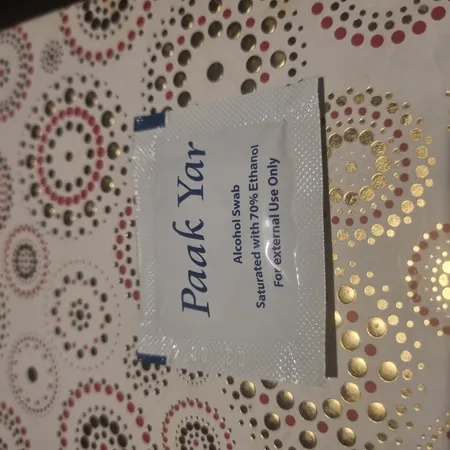 Paak Yar
Alcohol Swab
Saturated with 70% Ethanol
For external Use Only